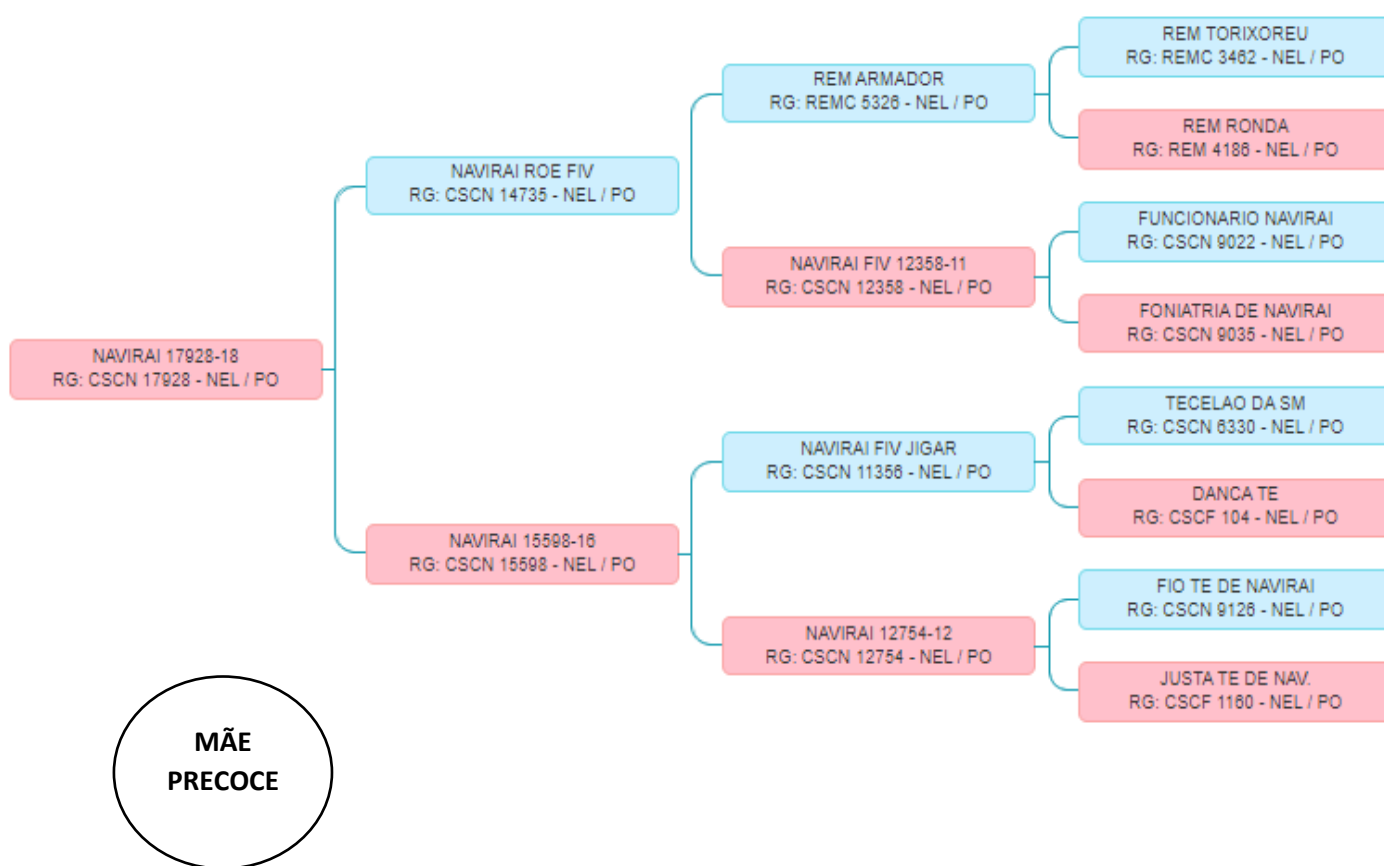 REM TORIXOREU
RG: REMC 3462 - NEL / PO
REM ARMADOR
RG: REMC 5326 - NEL / PO
REM RONDA
RG: REM 4186 - NEL / PO
NAVIRAI ROE FIV
RG: CSCN 14735 - NEL / PO
FUNCIONARIO NAVIRAI
RG: CSCN 9022 - NEL / PO
NAVIRAI FIV 12358-11
RG: CSCN 12358 - NEL / PO
FONIATRIA DE NAVIRAI
RG: CSCN 9035 - NEL / PO
NAVIRAI 17928-18
RG: CSCN 17928 - NEL / PO
TECELAO DA SM
RG: CSCN 6330 - NEL / PO
NAVIRAI FIV JIGAR
RG: CSCN 11356 - NEL / PO
DANCA TE
RG: CSCF 104 - NEL / PO
NAVIRAI 15598-16
RG: CSCN 15598 - NEL / PO
FIO TE DE NAVIRAI
RG: CSCN 9126 - NEL / PO
NAVIRAI 12754-12
RG: CSCN 12754 - NEL / PO
JUSTA TE DE NAV.
RG: CSCF 1160 - NEL / PO
MÃE
PRECOCE